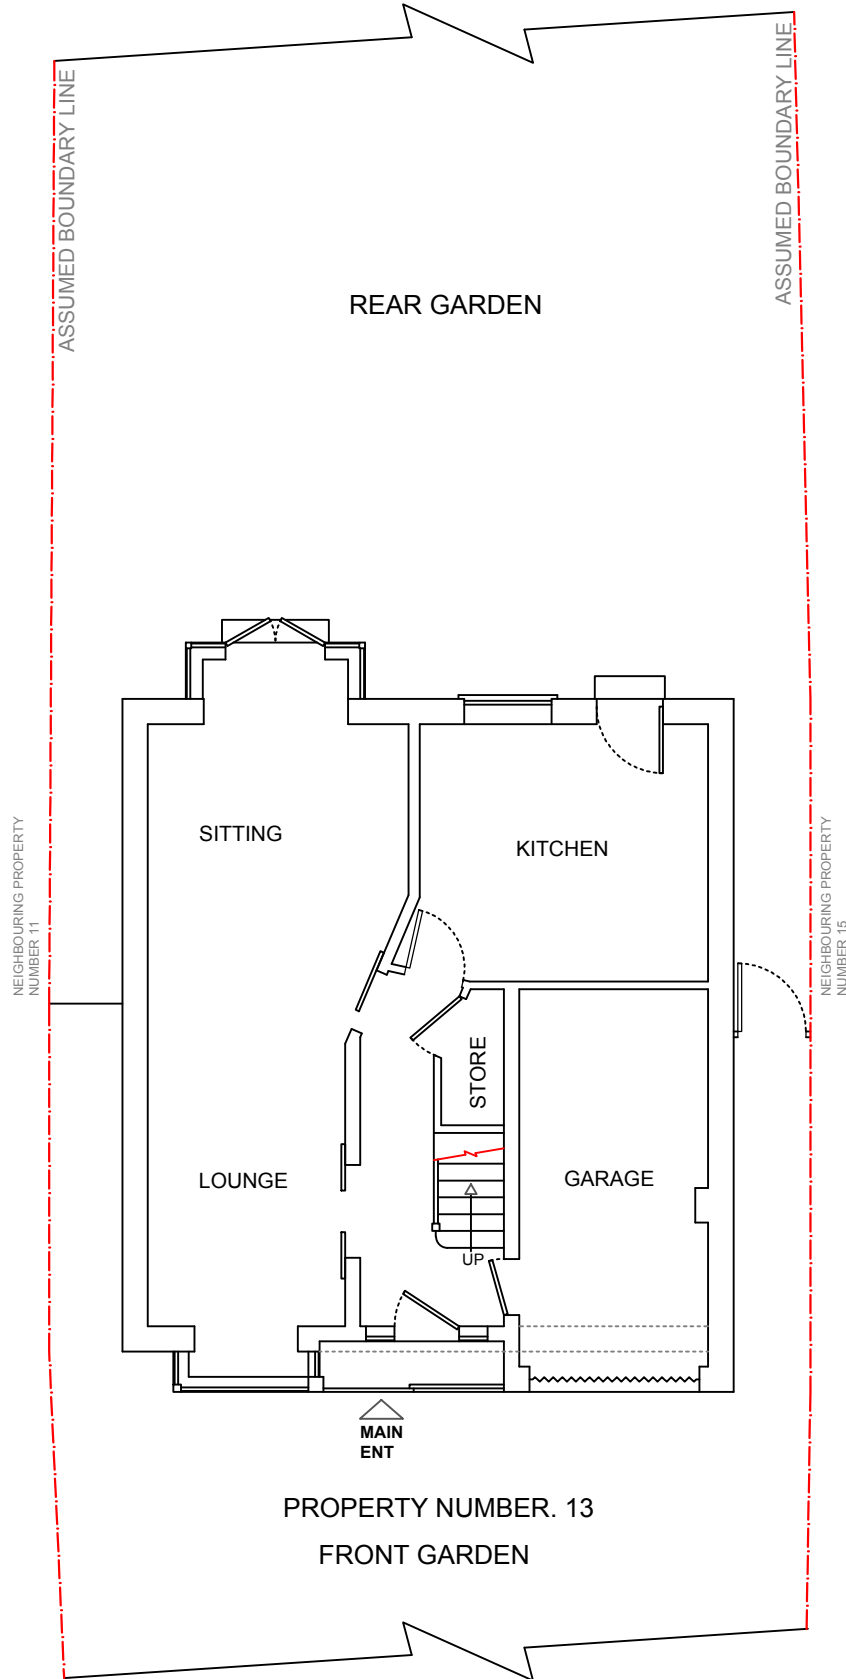 ASSUMED BOUNDARY LINE
ASSUMED BOUNDARY LINE
REAR GARDEN
SITTING
KITCHEN
NEIGHBOURING PROPERTY
NUMBER 11
NEIGHBOURING PROPERTY
NUMBER 15
STORE
LOUNGE
GARAGE
UP
MAIN
ENT
PROPERTY NUMBER. 13
FRONT GARDEN